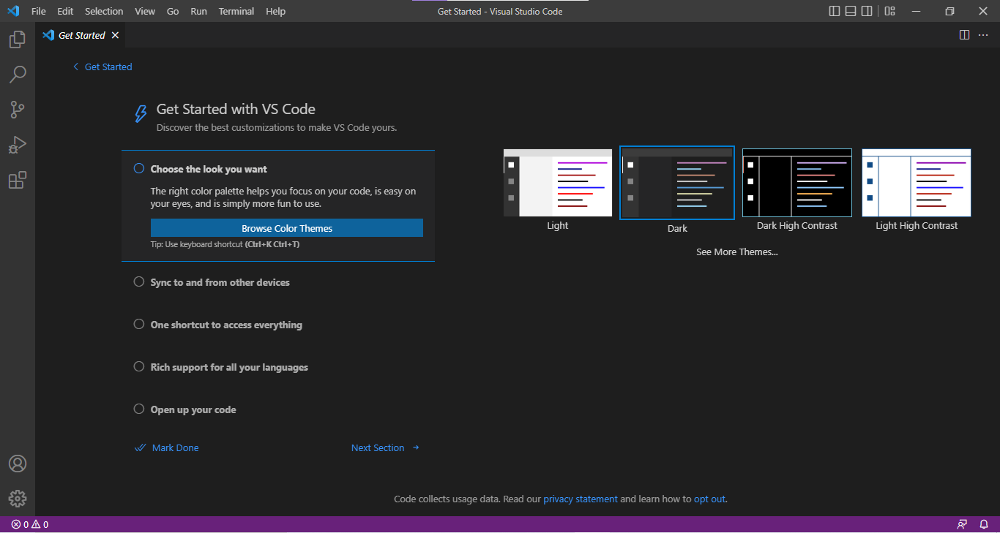 File Edit Selection View Go Run Terminal Help
Get Started - Visual Studio Code
Get Started
Get Started
Get Started with VS Code
Discover the best customizations to make VS Code yours.
Choose the look you want
The right color palette helps you focus on your code, is easy on
your eyes, and is simply more fun to use.
Browse Color Themes
Tip: Use keyboard shortcut (Ctrl+K Ctrl+T)
Light
Dark
Dark High Contrast
Light High Contrast
See More Themes...
Sync to and from other devices
One shortcut to access everything
Rich support for all your languages
Open up your code
Mark Done
Next Section
Code collects usage data. Read our privacy statement and learn how to opt out.
0 0